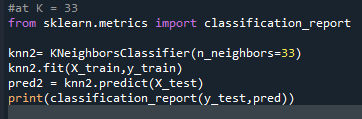 #at K = 33
from sklearn.metrics import classification_report
knn2= KNeighborsClassifier(n_neighbors=33)
knn2.fit(X_train,y_train)
pred2 = knn2.predict(X_test)
print(classification_report(y_test,pred))